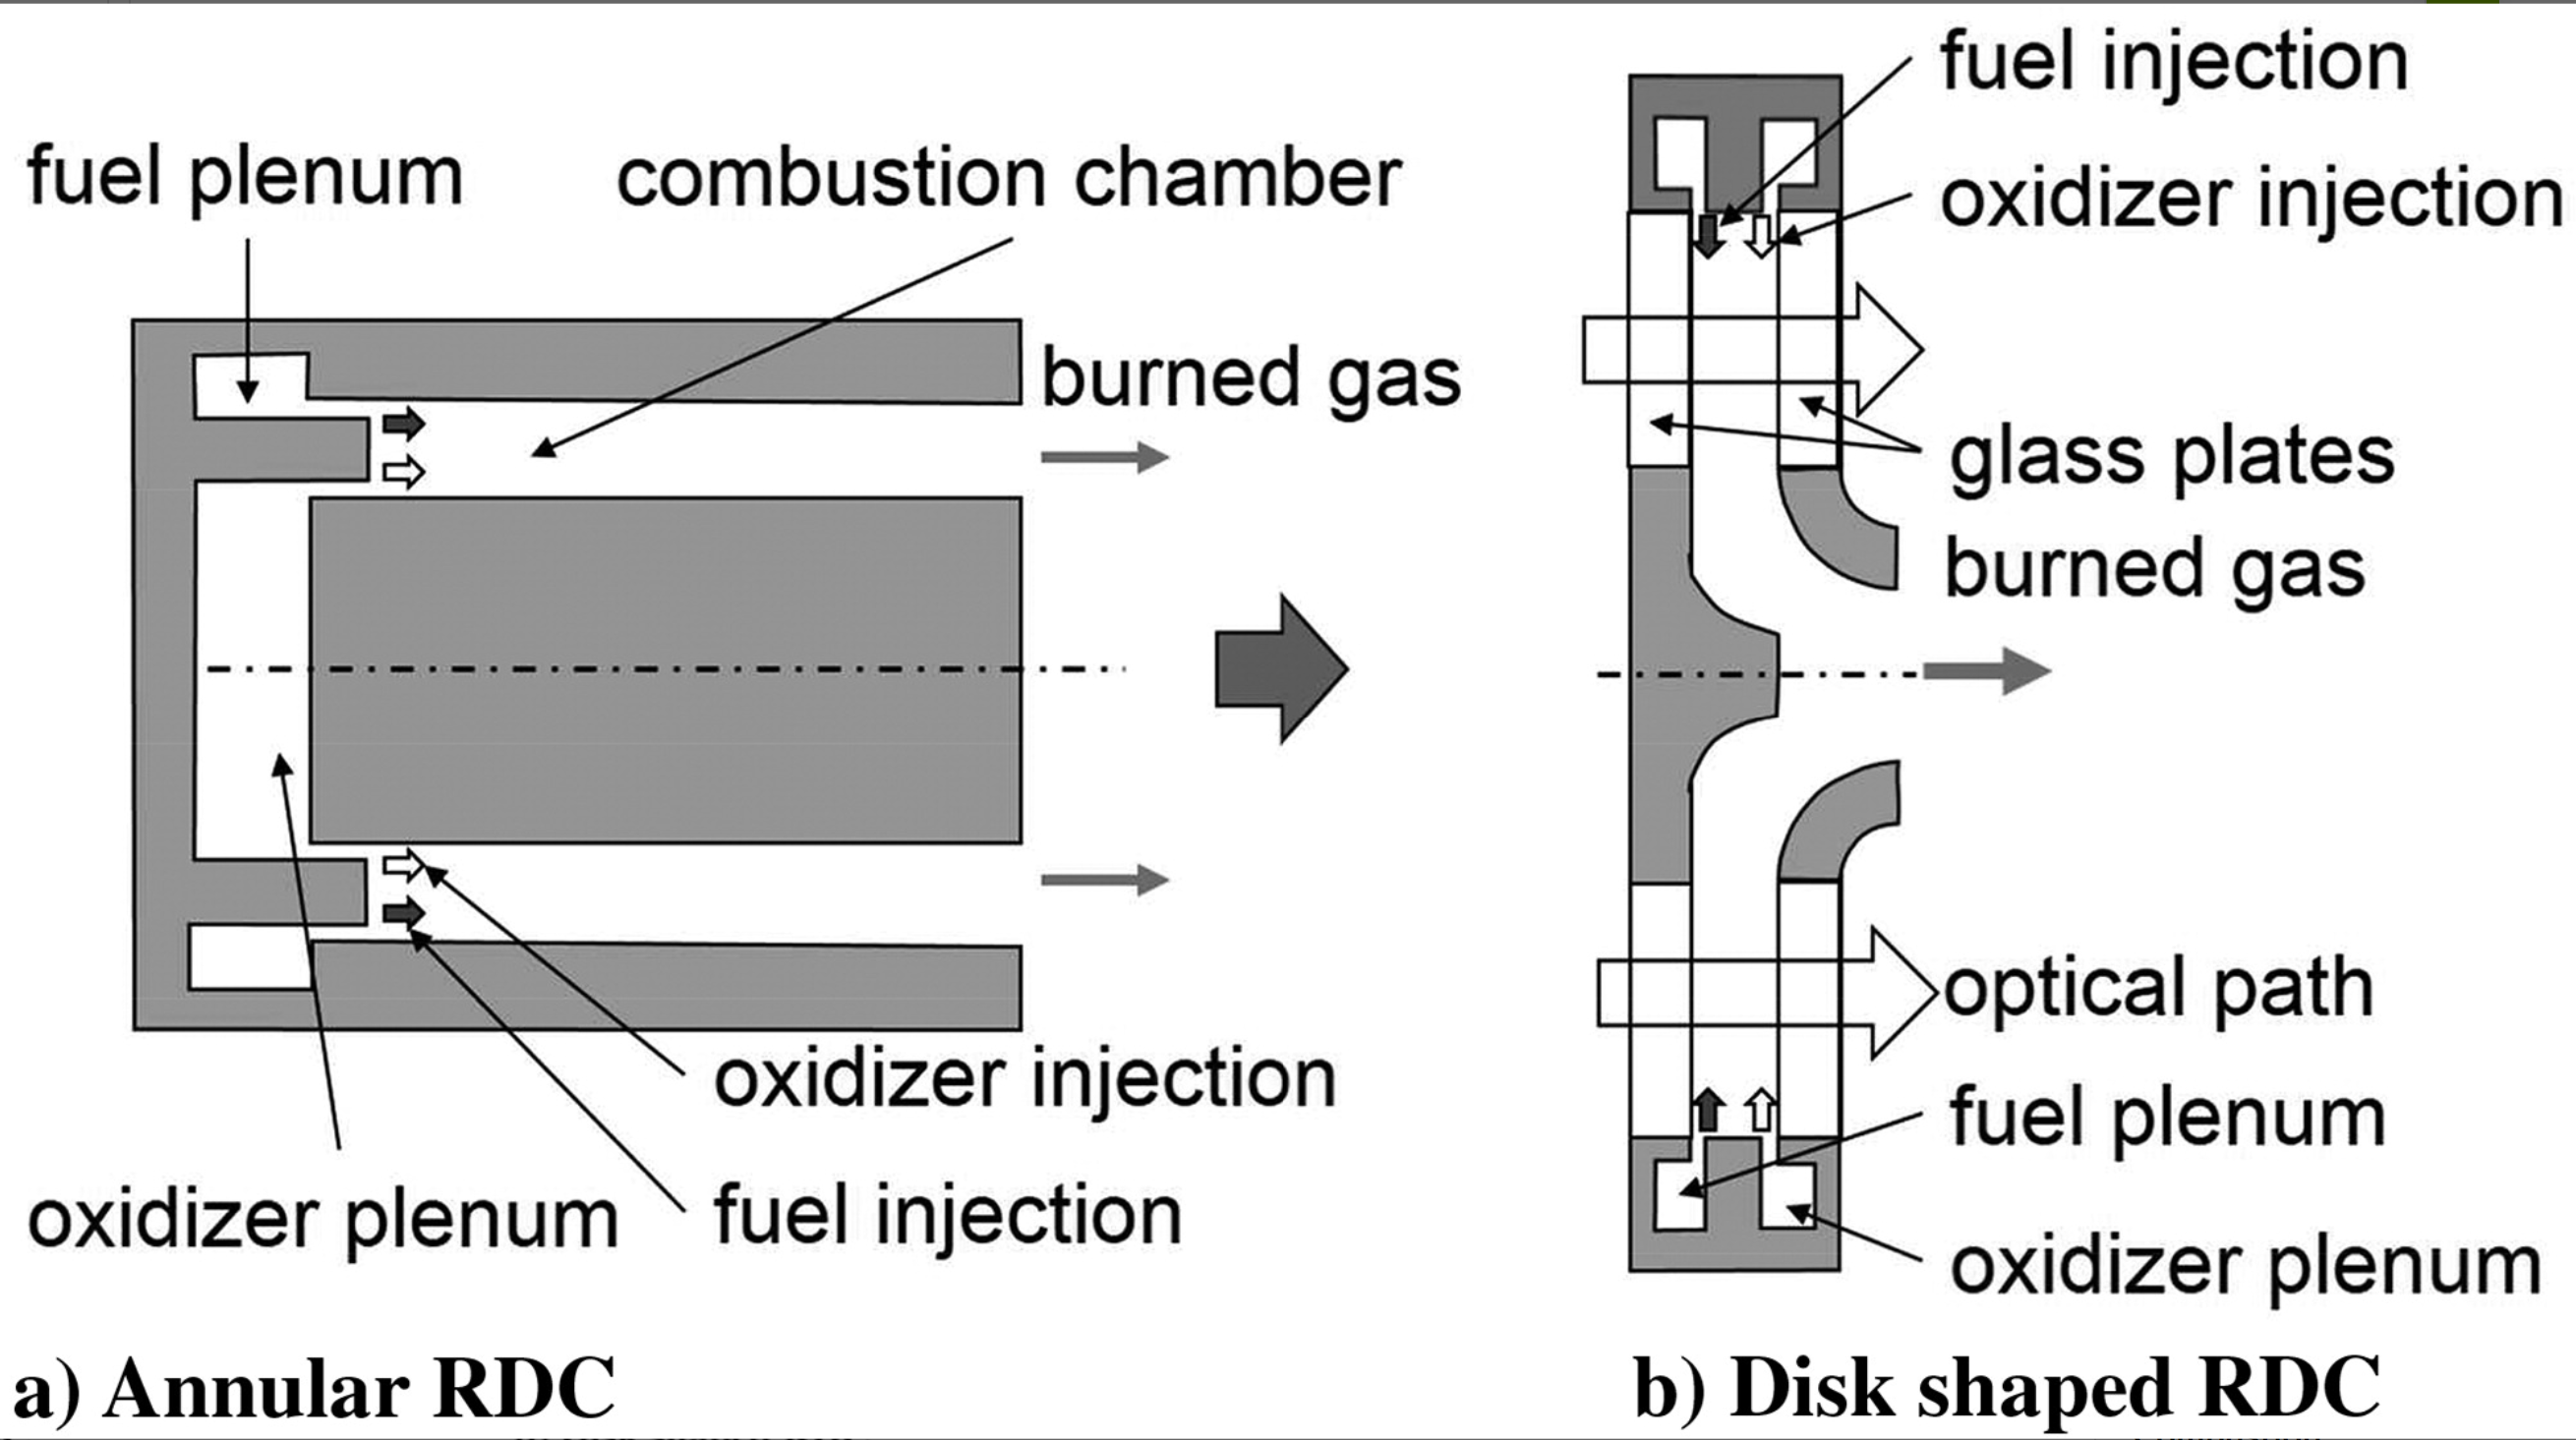 fuel plenum
combustion chamber
burned gas
oxidizer injection
oxidizer plenum
fuel injection
a) Annular RDC
fuel injection
oxidizer injection
glass plates
burned gas
optical path
fuel plenum
oxidizer plenum
b) Disk shaped RDC